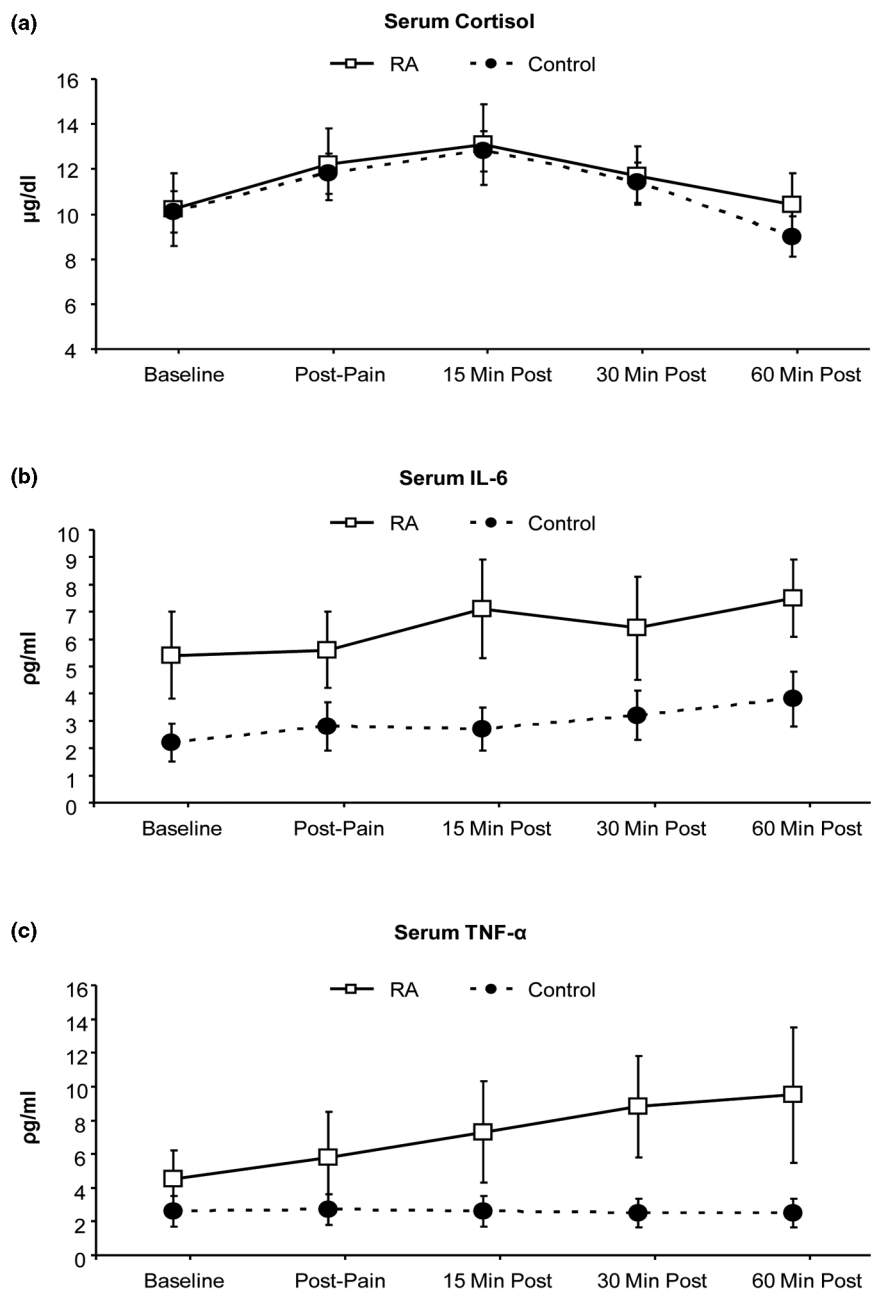 (a)
Serum Cortisol
RA Control
16
14
12
10
8
6
4
µg/dl
Baseline Post-Pain 15 Min Post 30 Min Post 60 Min Post
(b)
Serum IL-6
RA Control
10
9
8
7
6
5
4
3
2
1
0
ρg/ml
Baseline Post-Pain 15 Min Post 30 Min Post 60 Min Post
(c)
Serum TNF-α
RA Control
16
14
12
10
8
6
4
2
0
ρg/ml
Baseline Post-Pain 15 Min Post 30 Min Post 60 Min Post